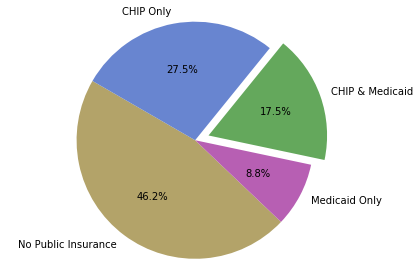 CHIP Only
27.5%
CHIP & Medicaid
17.5%
8.8%
Medicaid Only
46.2%
No Public Insurance